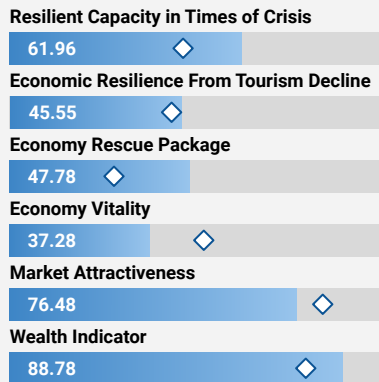 Resilient Capacity in Times of Crisis
61.96
Economic Resilience From Tourism Decline
45.55
Economy Rescue Package
47.78
Economy Vitality
37.28
Market Attractiveness
76.48
Wealth Indicator
88.78